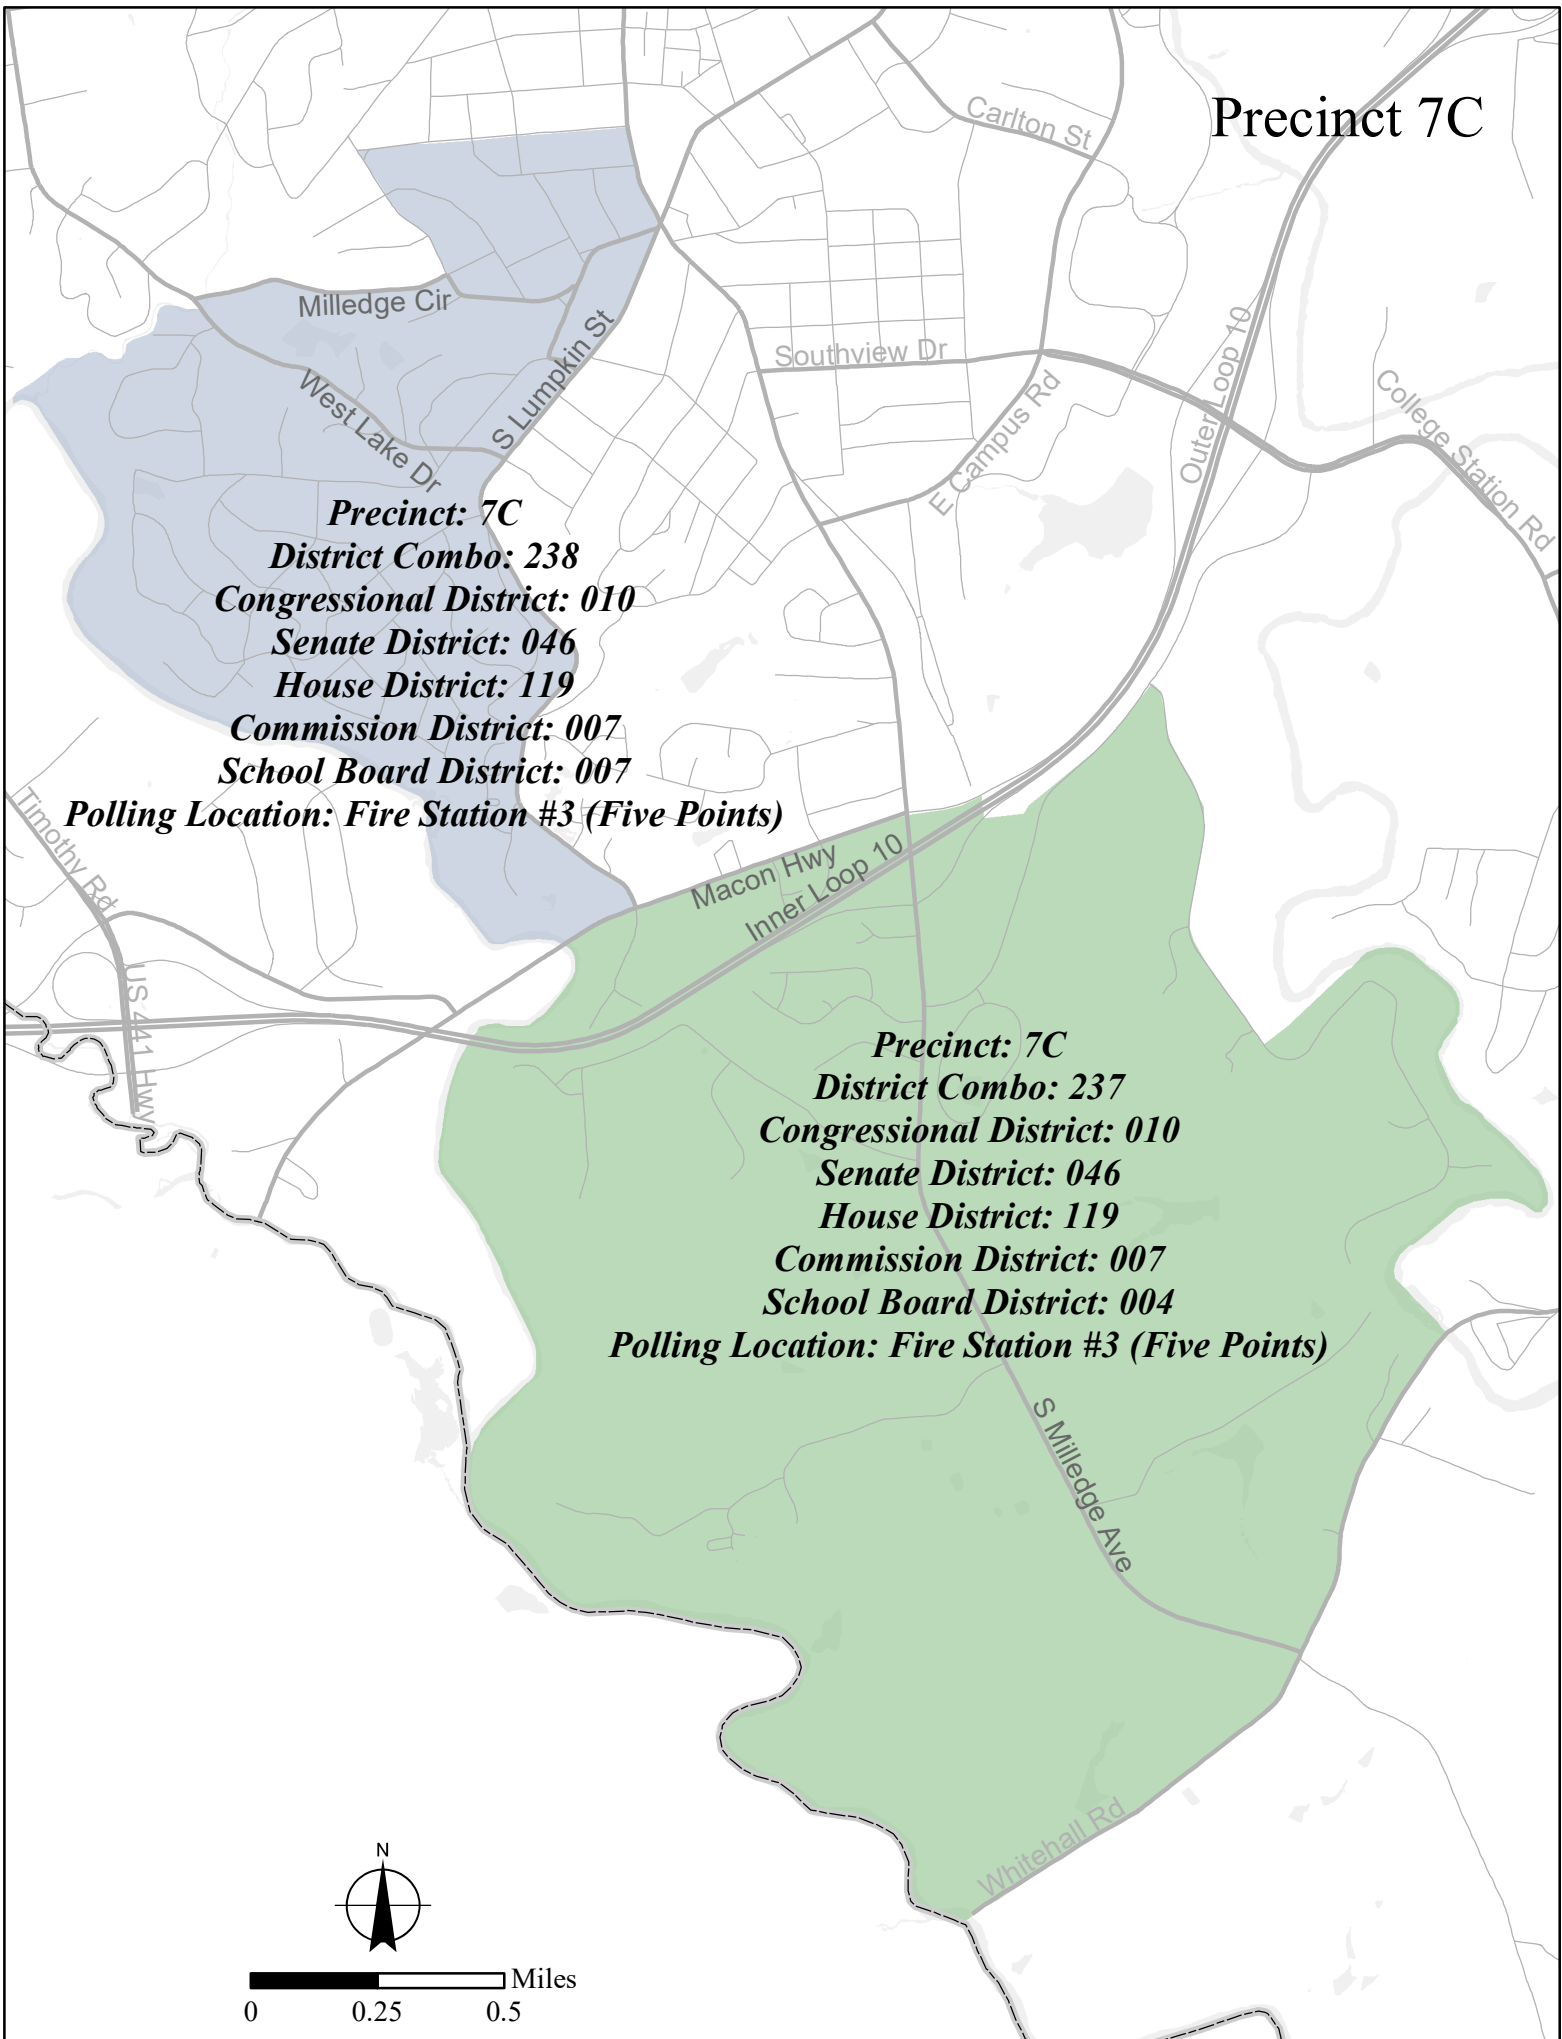 Precinct 7C
Carlton St
Milledge Cir
Southview Dr
West Lake Dr
S Lumpkin St
E Campus Rd
Outer Loop 10
College Station Rd
Precinct: 7C
District Combo: 238
Congressional District: 010
Senate District: 046
House District: 119
Commission District: 007
School Board District: 007
Polling Location: Fire Station #3 (Five Points)
Timothy Rd
Macon Hwy
Inner Loop 10
US 441 Hwy
Precinct: 7C
District Combo: 237
Congressional District: 010
Senate District: 046
House District: 119
Commission District: 007
School Board District: 004
Polling Location: Fire Station #3 (Five Points)
S Milledge Ave
Whitehall Rd
N
Miles
0 0.25 0.5